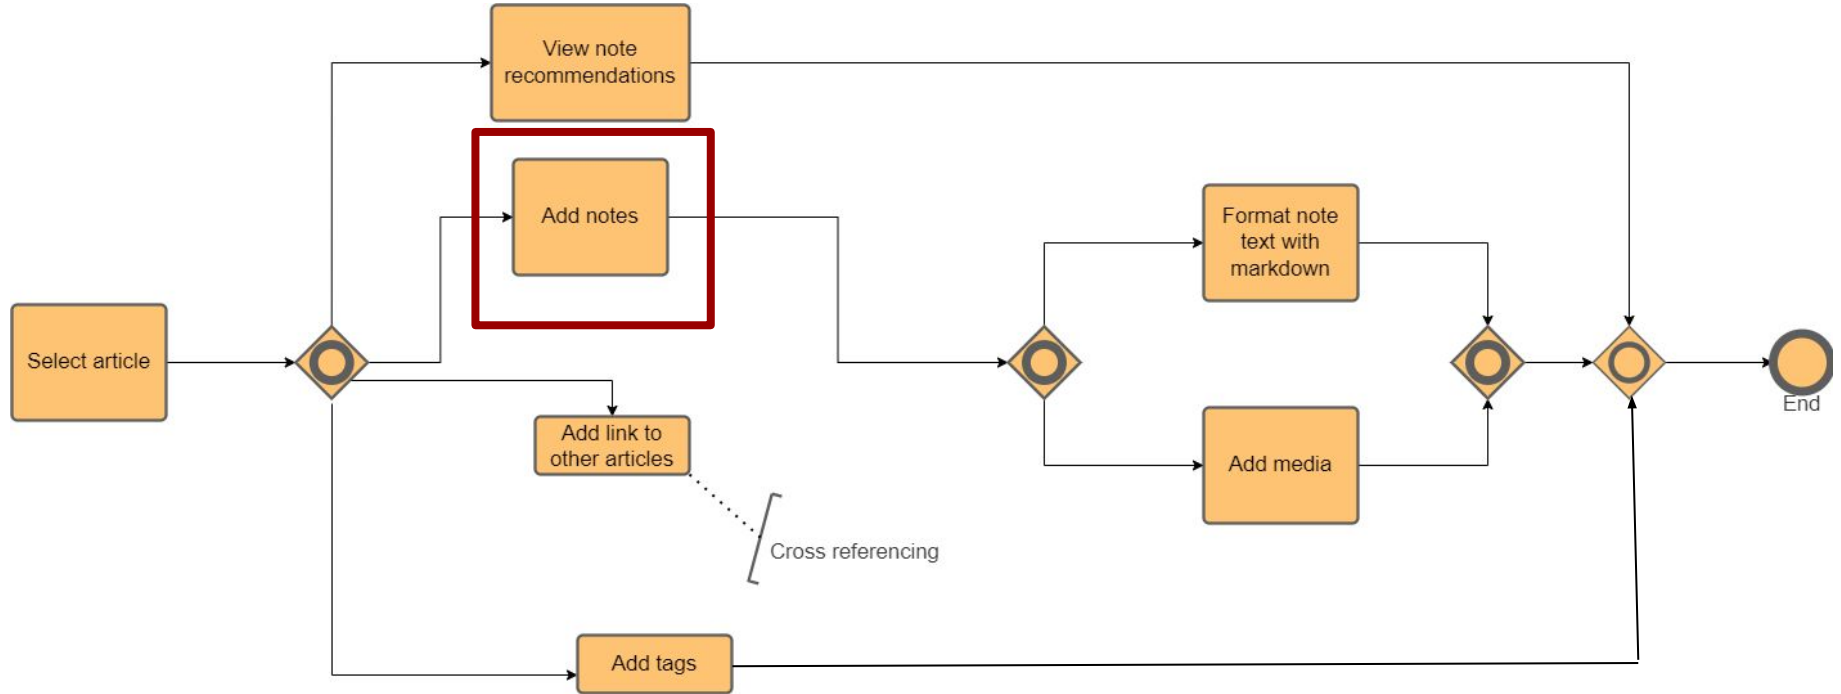 View note
recommendations
Add notes
Format note
text with
markdown
Select article
End
Add link to
other articles
Add media
Cross referencing
Add tags